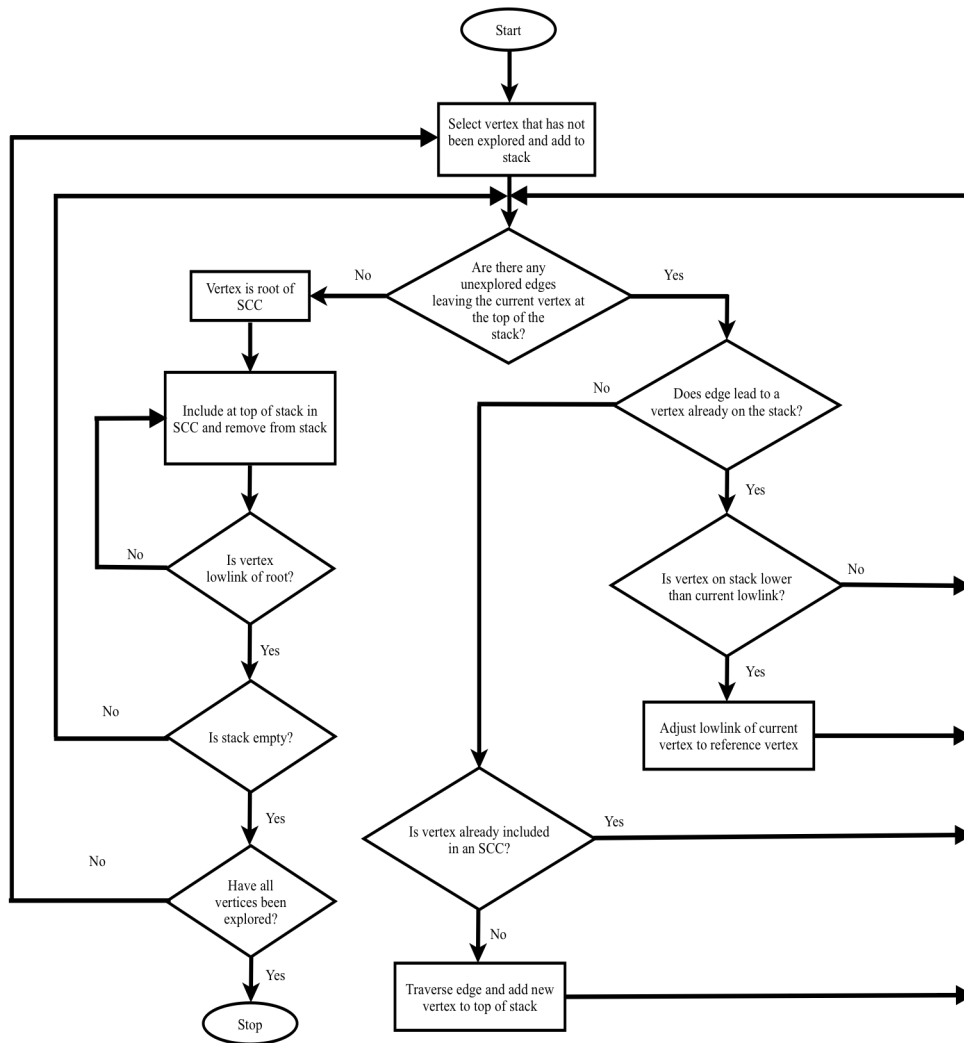 Start
Select vertex that has not
been explored and add to
stack
Are there any
unexplored edges
leaving the current vertex at
the top of the
stack?
No
Yes
Vertex is root of
SCC
Include at top of stack in
SCC and remove from stack
Is vertex
lowlink of root?
No
Yes
Is stack empty?
No
Yes
Have all
vertices been
explored?
No
Yes
Stop
Does edge lead to a
vertex already on the stack?
No
Yes
Is vertex on stack lower
than current lowlink?
No
Yes
Adjust lowlink of current
vertex to reference vertex
Is vertex already included
in an SCC?
Yes
No
Traverse edge and add new
vertex to top of stack